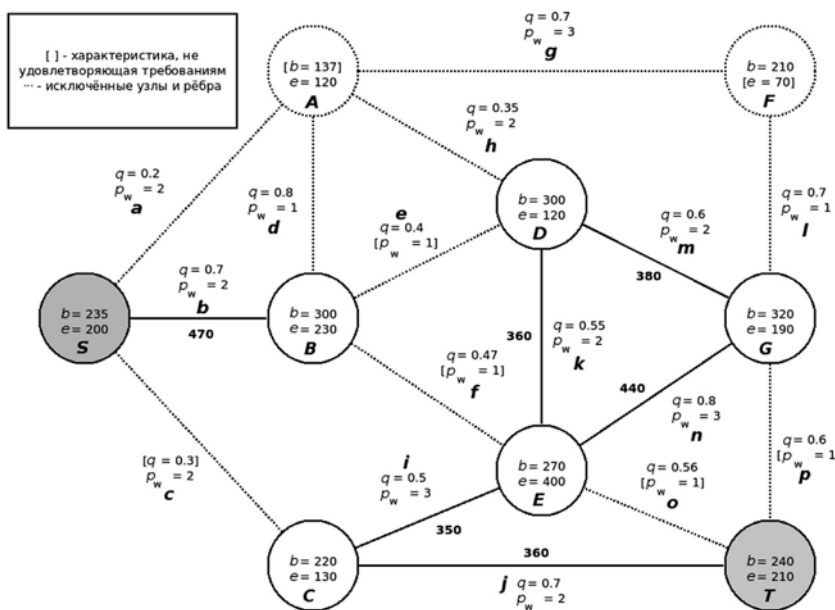 [ ] - характеристика, не
удовлетворяющая требованиям
··· - исключённые узлы и рёбра
[b = 137]
e = 120
A
q = 0.7
p_w = 3
g
b = 210
[e = 70]
F
q = 0.35
p_w = 2
h
q = 0.2
p_w = 2
a
q = 0.8
p_w = 1
d
e
q = 0.4
[p_w = 1]
b = 300
e = 120
D
q = 0.6
p_w = 2
m
380
q = 0.7
p_w = 1
l
b = 235
e = 200
S
q = 0.7
p_w = 2
b
470
b = 300
e = 230
B
360
q = 0.55
p_w = 2
k
b = 320
e = 190
G
q = 0.47
[p_w = 1]
f
440
q = 0.8
p_w = 3
n
[q = 0.3]
p_w = 2
c
i
q = 0.5
p_w = 3
350
b = 270
e = 400
E
q = 0.56
[p_w = 1]
o
q = 0.6
[p_w = 1]
p
b = 220
e = 130
C
360
j q = 0.7
p_w = 2
b = 240
e = 210
T